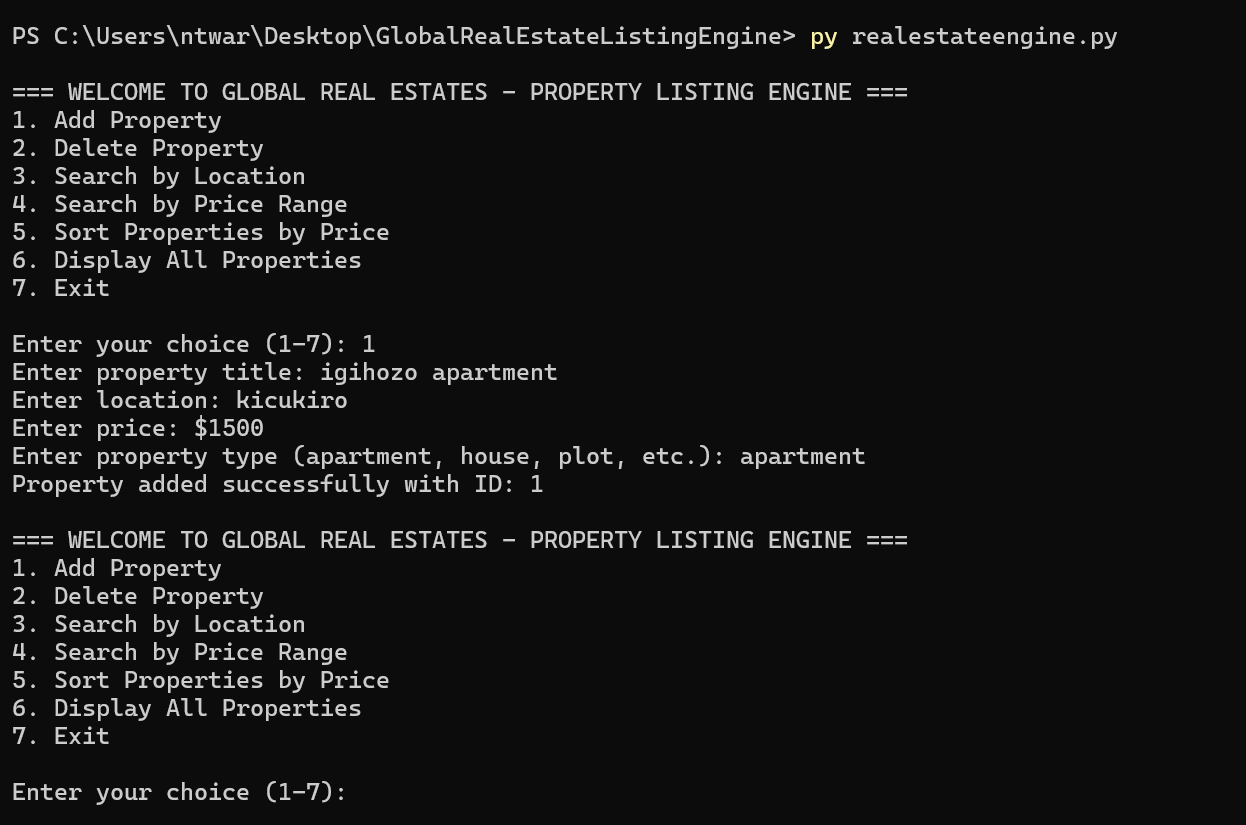 PS C:\Users\ntwar\Desktop\GlobalRealEstateListingEngine> py realestateengine.py
=== WELCOME TO GLOBAL REAL ESTATES - PROPERTY LISTING ENGINE ===
1. Add Property
2. Delete Property
3. Search by Location
4. Search by Price Range
5. Sort Properties by Price
6. Display All Properties
7. Exit
Enter your choice (1-7): 1
Enter property title: igihozo apartment
Enter location: kicukiro
Enter price: $1500
Enter property type (apartment, house, plot, etc.): apartment
Property added successfully with ID: 1
=== WELCOME TO GLOBAL REAL ESTATES - PROPERTY LISTING ENGINE ===
1. Add Property
2. Delete Property
3. Search by Location
4. Search by Price Range
5. Sort Properties by Price
6. Display All Properties
7. Exit
Enter your choice (1-7):